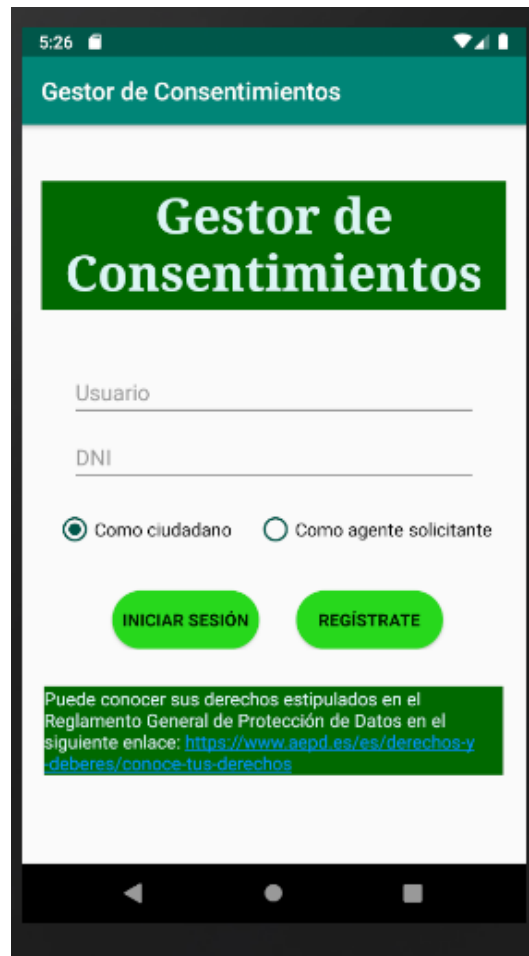 5:26
Gestor de Consentimientos
Gestor de
Consentimientos
Usuario
DNI
Como ciudadano Como agente solicitante
INICIAR SESIÓN REGÍSTRATE
Puede conocer sus derechos estipulados en el
Reglamento General de Protección de Datos en el
siguiente enlace: https://www.aepd.es/es/derechos-y
-deberes/conoce-tus-derechos